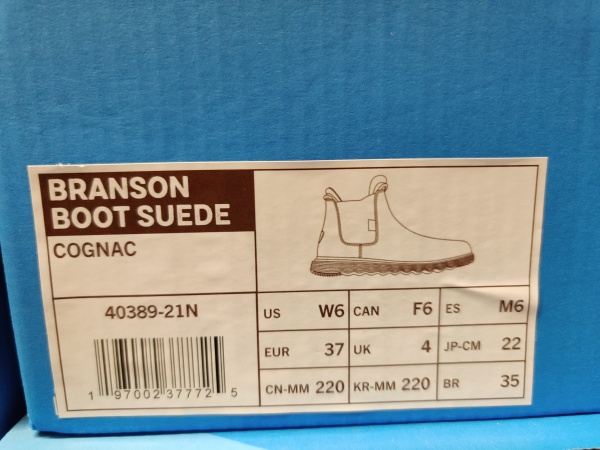 BRANSON
BOOT SUEDE
COGNAC
40389-21N
1 97002 37772 5
US W6 CAN F6 ES M6
EUR 37 UK 4 JP-CM 22
CN-MM 220 KR-MM 220 BR 35